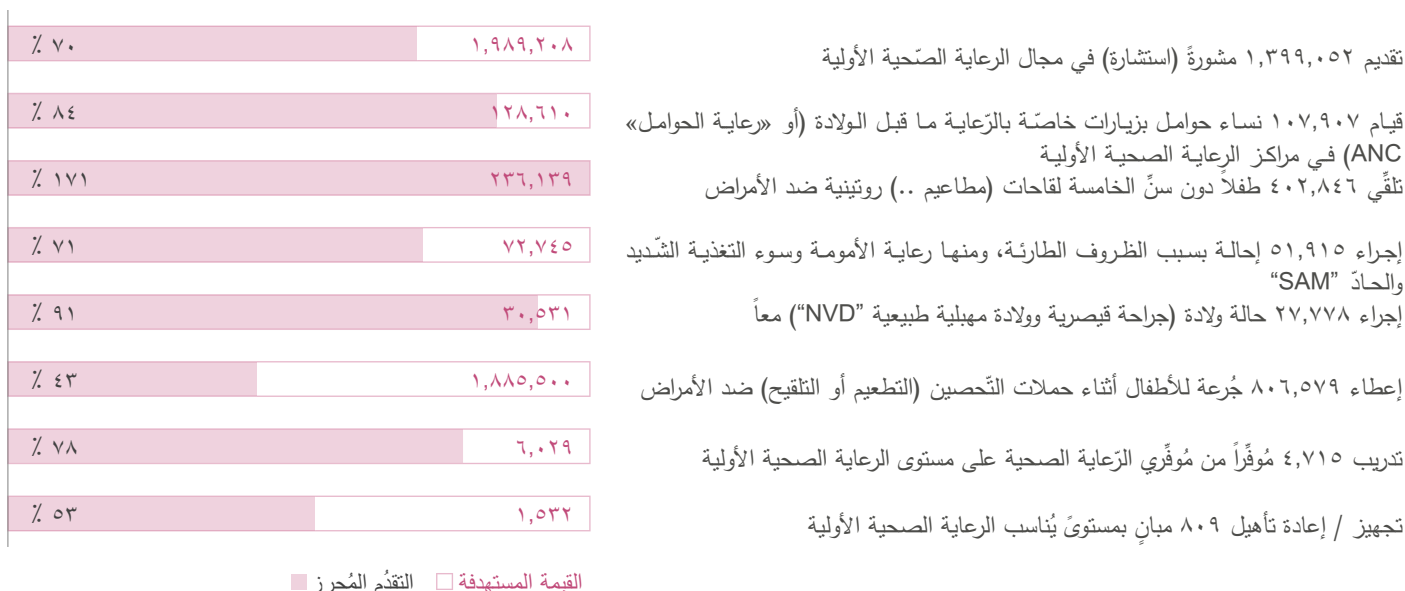 تقديم ١,٣٩٩,٠٥٢ مشورةً (استشارة) في مجال الرعاية الصّحية الأولية
١,٩٨٩,٢٠٨
٧٠ ٪
قيام ١٠٧,٩٠٧ نساء حوامل بزيارات خاصّة بالرّعاية ما قبل الولادة (أو «رعاية الحوامل»
ANC) في مراكز الرعاية الصحية الأولية
١٢٨,٦١٠
٨٤ ٪
تلقِّي ٤٠٢,٨٤٦ طفلاً دون سنِّ الخامسة لقاحات (مطاعيم ..) روتينية ضد الأمراض
٢٣٦,١٣٩
١٧١ ٪
إجراء ٥١,٩١٥ إحالة بسبب الظروف الطارئة، ومنها رعاية الأمومة وسوء التغذية الشّديد
والحادّ ”SAM“
٧٢,٧٤٥
٧١ ٪
إجراء ٢٧,٧٧٨ حالة ولادة (جراحة قيصرية وولادة مهبلية طبيعية ”NVD“) معاً
٣٠,٥٣١
٩١ ٪
إعطاء ٨٠٦,٥٧٩ جُرعة للأطفال أثناء حملات التّحصين (التطعيم أو التلقيح) ضد الأمراض
١,٨٨٥,٥٠٠
٤٣ ٪
تدريب ٤,٧١٥ مُوفِّراً من مُوفِّري الرّعاية الصحية على مستوى الرعاية الصحية الأولية
٦,٠٢٩
٧٨ ٪
تجهيز / إعادة تأهيل ٨٠٩ مبانٍ بمستوىً يُناسب الرعاية الصحية الأولية
١,٥٣٢
٥٣ ٪
القيمة المستهدفة التقدُم المُحرز